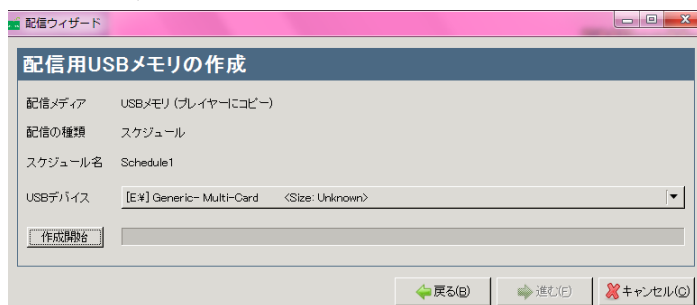 配信ウィザード
配信用USBメモリの作成
配信メディア USBメモリ (プレイヤーにコピー)
配信の種類 スケジュール
スケジュール名 Schedule1
USBデバイス [E:¥] Generic- Multi-Card <Size: Unknown>
作成開始
戻る(B) 進む(F) キャンセル(C)